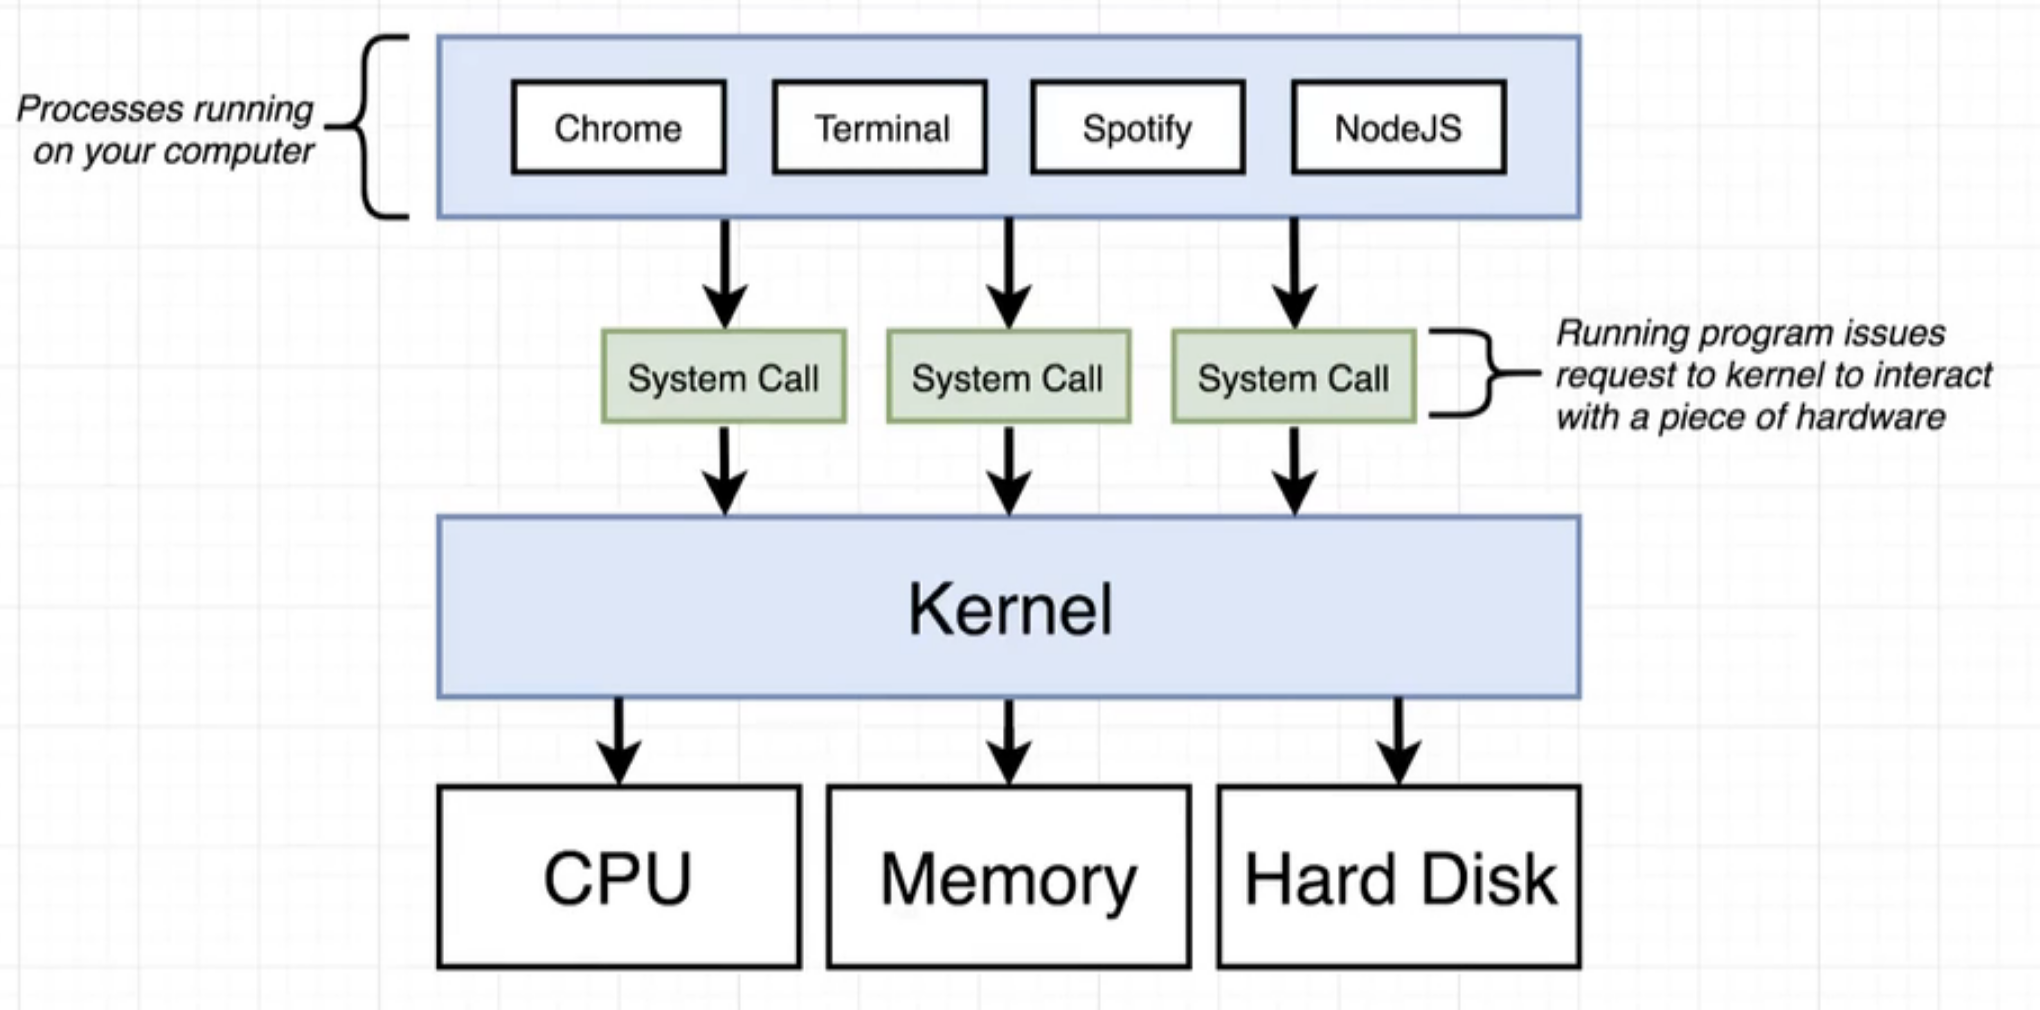 Processes running
on your computer
Chrome
Terminal
Spotify
NodeJS
System Call
System Call
System Call
Running program issues
request to kernel to interact
with a piece of hardware
Kernel
CPU
Memory
Hard Disk